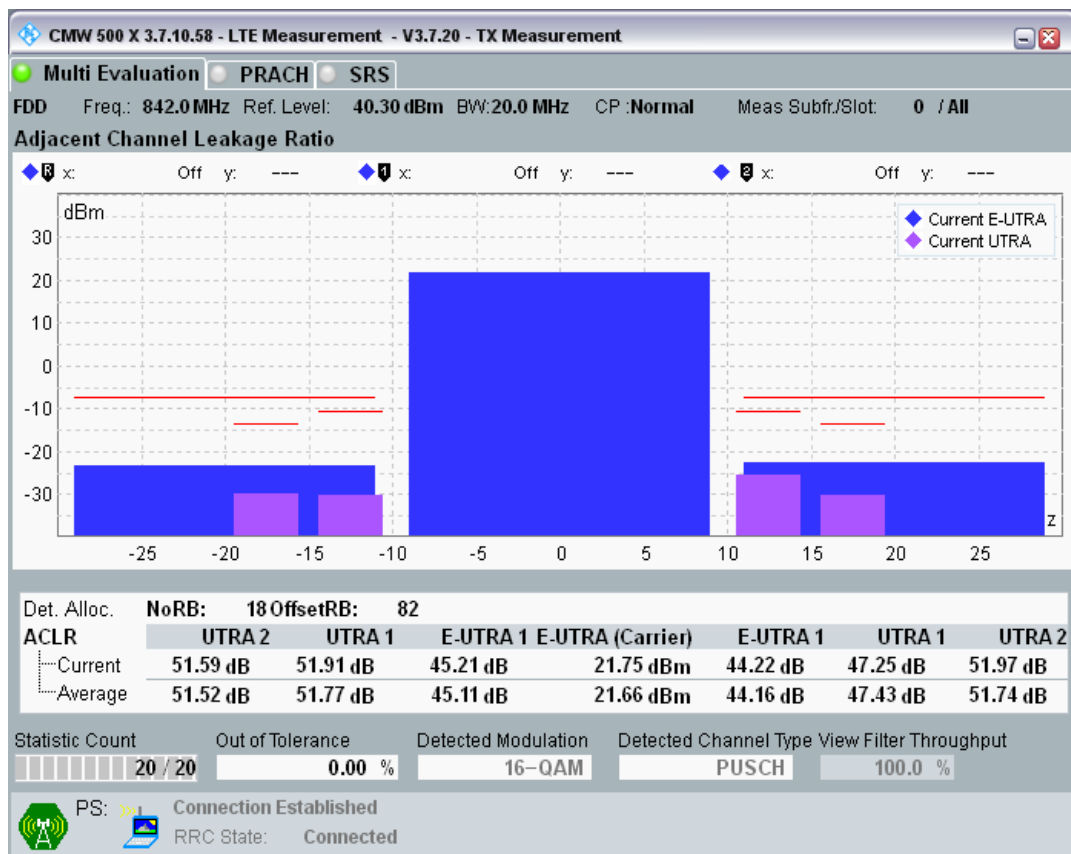 CMW 500 X 3.7.10.58 - LTE Measurement - V3.7.20 - TX Measurement
Multi Evaluation PRACH SRS
FDD Freq.: 842.0 MHz Ref. Level: 40.30 dBm BW:20.0 MHz CP :Normal Meas Subfr./Slot: 0 / All
Adjacent Channel Leakage Ratio
R x: Off y: --- 1 x: Off y: --- 2 x: Off y: ---
dBm
Current E-UTRA
Current UTRA
30
20
10
0
-10
-20
-30
z
-25 -20 -15 -10 -5 0 5 10 15 20 25
Det. Alloc. NoRB: 18 OffsetRB: 82
ACLR UTRA 2 UTRA 1 E-UTRA 1 E-UTRA (Carrier) E-UTRA 1 UTRA 1 UTRA 2
Current 51.59 dB 51.91 dB 45.21 dB 21.75 dBm 44.22 dB 47.25 dB 51.97 dB
Average 51.52 dB 51.77 dB 45.11 dB 21.66 dBm 44.16 dB 47.43 dB 51.74 dB
Statistic Count Out of Tolerance Detected Modulation Detected Channel Type View Filter Throughput
20 / 20 0.00 % 16-QAM PUSCH 100.0 %
PS: Connection Established
RRC State: Connected